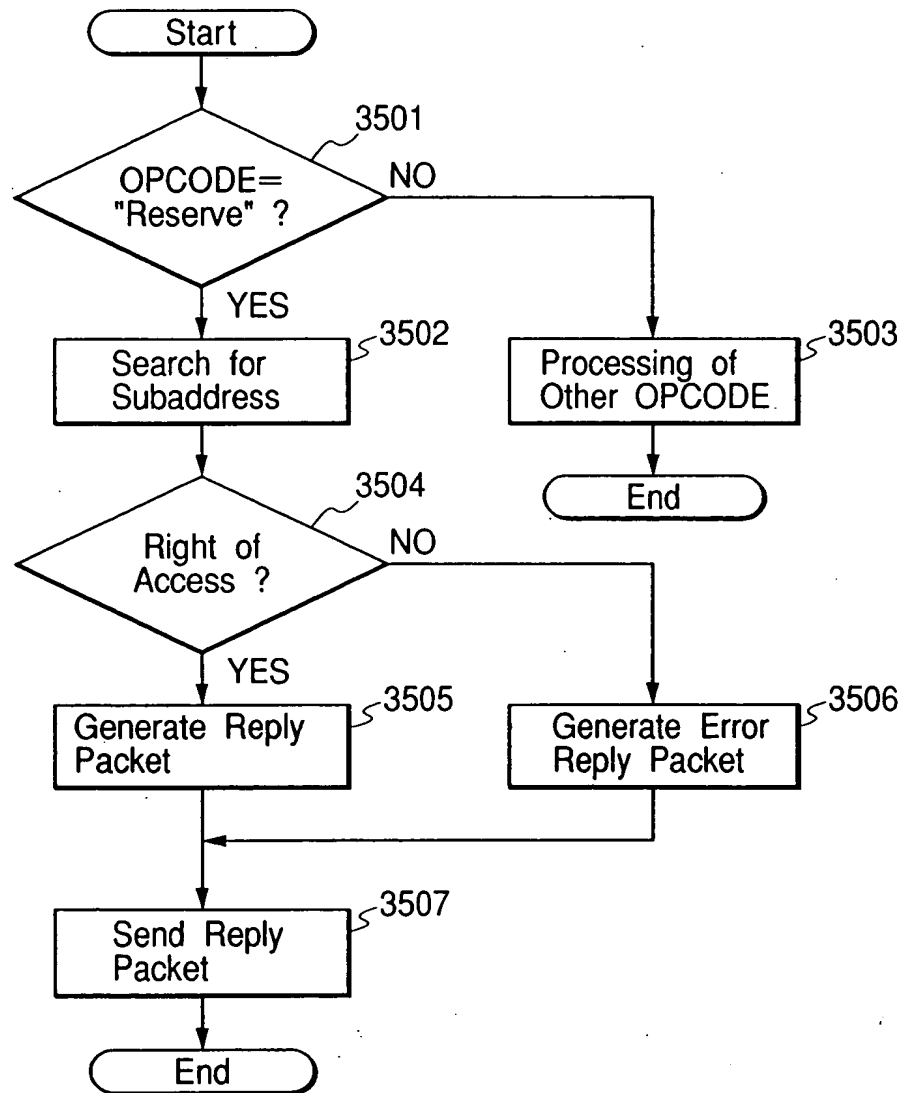 Start
3501
OPCODE=
"Reserve" ?
NO
YES
3502
Search for
Subaddress
3503
Processing of
Other OPCODE
End
3504
Right of
Access ?
NO
YES
3505
Generate Reply
Packet
3506
Generate Error
Reply Packet
3507
Send Reply
Packet
End